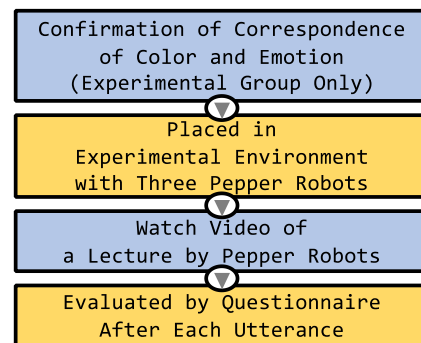 Confirmation of Correspondence
of Color and Emotion
(Experimental Group Only)
Placed in
Experimental Environment
with Three Pepper Robots
Watch Video of
a Lecture by Pepper Robots
Evaluated by Questionnaire
After Each Utterance